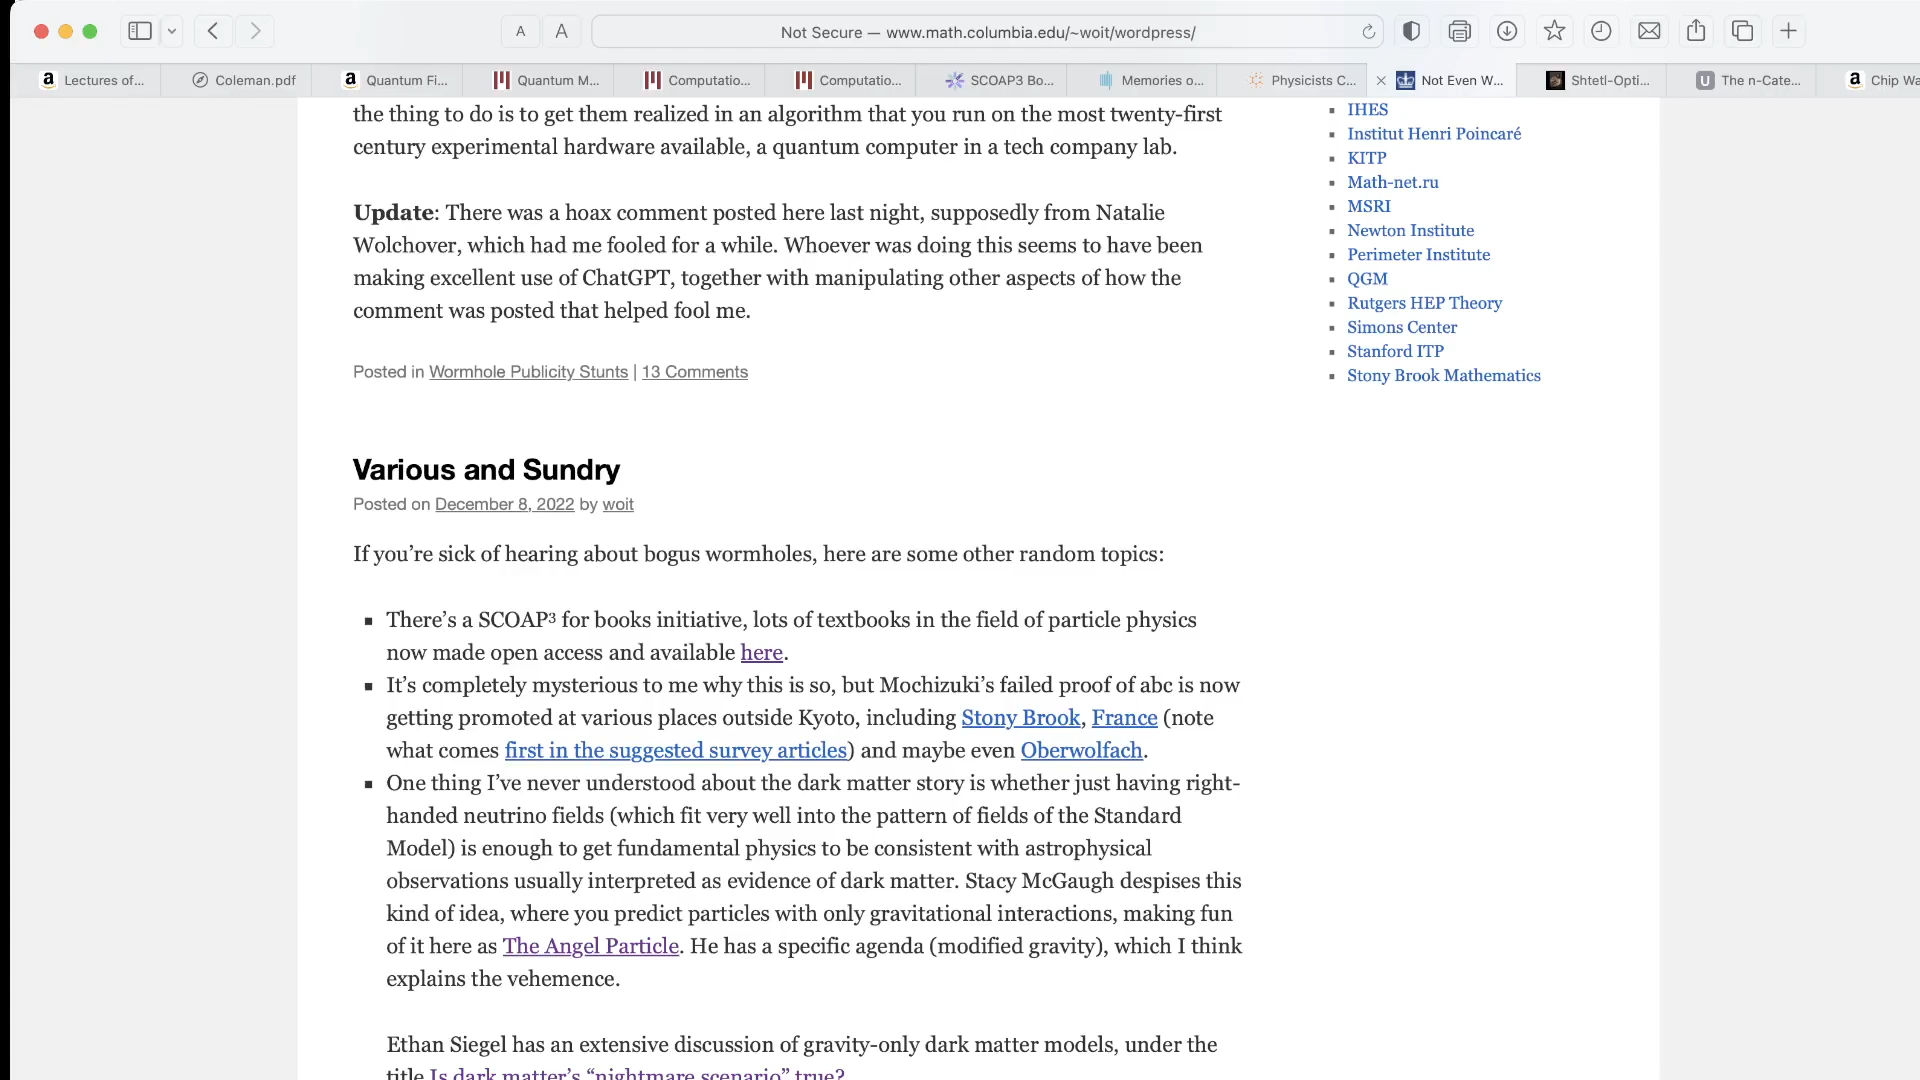 A A Not Secure — www.math.columbia.edu/~woit/wordpress/
Lectures of... Coleman.pdf Quantum Fi... Quantum M... Computatio... Computatio... SCOAP3 Bo... Memories o... Physicists C... Not Even W... Shtetl-Opti... The n-Cate... Chip Wa
the thing to do is to get them realized in an algorithm that you run on the most twenty-first
century experimental hardware available, a quantum computer in a tech company lab.
Update: There was a hoax comment posted here last night, supposedly from Natalie
Wolchover, which had me fooled for a while. Whoever was doing this seems to have been
making excellent use of ChatGPT, together with manipulating other aspects of how the
comment was posted that helped fool me.
Posted in Wormhole Publicity Stunts | 13 Comments
Various and Sundry
Posted on December 8, 2022 by woit
If you’re sick of hearing about bogus wormholes, here are some other random topics:
There’s a SCOAP³ for books initiative, lots of textbooks in the field of particle physics
now made open access and available here.
It’s completely mysterious to me why this is so, but Mochizuki’s failed proof of abc is now
getting promoted at various places outside Kyoto, including Stony Brook, France (note
what comes first in the suggested survey articles) and maybe even Oberwolfach.
One thing I’ve never understood about the dark matter story is whether just having right-
handed neutrino fields (which fit very well into the pattern of fields of the Standard
Model) is enough to get fundamental physics to be consistent with astrophysical
observations usually interpreted as evidence of dark matter. Stacy McGaugh despises this
kind of idea, where you predict particles with only gravitational interactions, making fun
of it here as The Angel Particle. He has a specific agenda (modified gravity), which I think
explains the vehemence.
Ethan Siegel has an extensive discussion of gravity-only dark matter models, under the
title Is dark matter’s “nightmare scenario” true?
IHES
Institut Henri Poincaré
KITP
Math-net.ru
MSRI
Newton Institute
Perimeter Institute
QGM
Rutgers HEP Theory
Simons Center
Stanford ITP
Stony Brook Mathematics